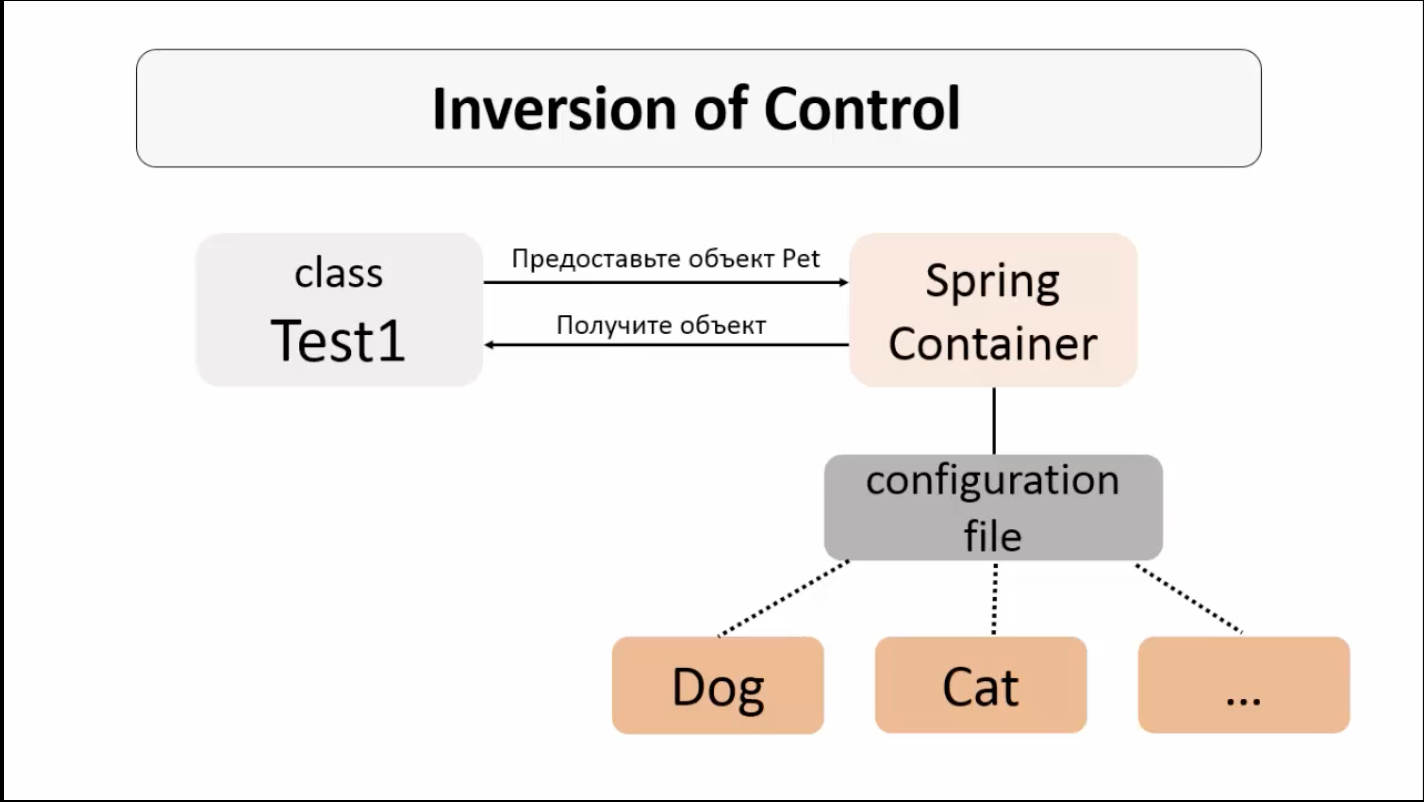 Inversion of Control
class
Test1
Предоставьте объект Pet
Получите объект
Spring
Container
configuration
file
Dog
Cat
...